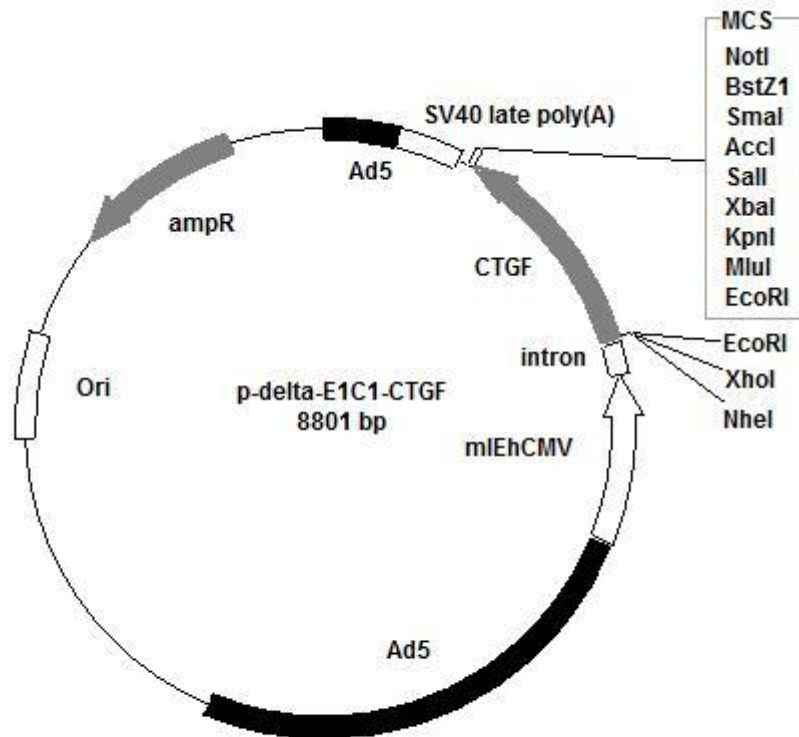 MCS
NotI
BstZ1
SmaI
AccI
SalI
XbaI
KpnI
MluI
EcoRI
SV40 late poly(A)
Ad5
ampR
CTGF
EcoRI
XhoI
NheI
intron
Ori
p-delta-E1C1-CTGF
8801 bp
mIEhCMV
Ad5